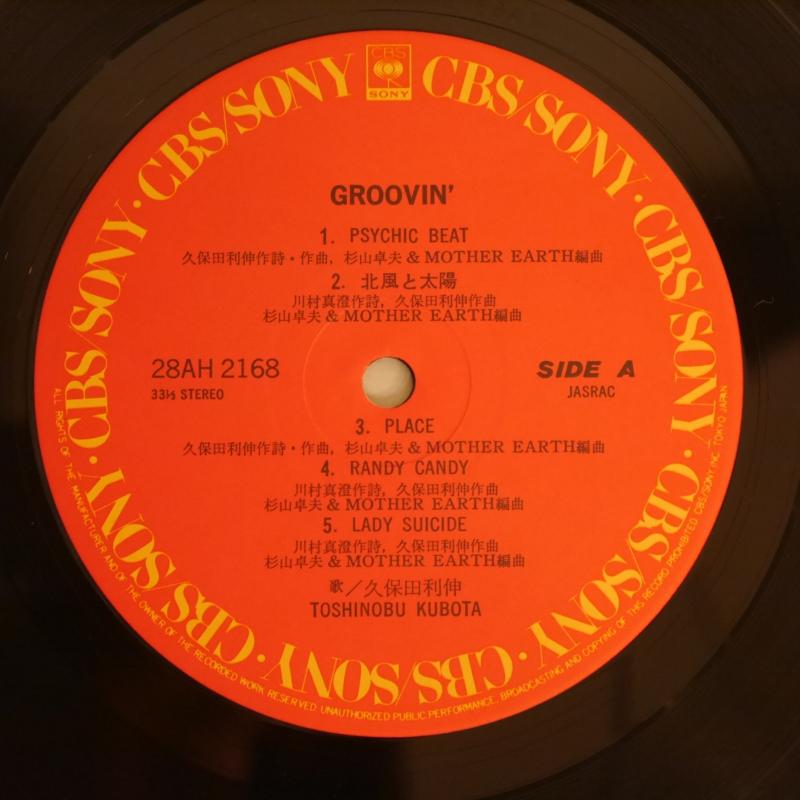 CBS/SONY · CBS/SONY · CBS/SONY · CBS/SONY · CBS/SONY · CBS/SONY · CBS/SONY · CBS/SONY
CBS
SONY
GROOVIN'
1. PSYCHIC BEAT
久保田利伸作詩・作曲, 杉山卓夫 & MOTHER EARTH編曲
2. 北風と太陽
川村真澄作詩, 久保田利伸作曲
杉山卓夫 & MOTHER EARTH編曲
28AH 2168
SIDE A
33⅓ STEREO
JASRAC
3. PLACE
久保田利伸作詩・作曲, 杉山卓夫 & MOTHER EARTH編曲
4. RANDY CANDY
川村真澄作詩, 久保田利伸作曲
杉山卓夫 & MOTHER EARTH編曲
5. LADY SUICIDE
川村真澄作詩, 久保田利伸作曲
杉山卓夫 & MOTHER EARTH編曲
歌／久保田利伸
TOSHINOBU KUBOTA
ALL RIGHTS OF THE MANUFACTURER AND OF THE OWNER OF THE RECORDED WORK RESERVED. UNAUTHORIZED PUBLIC PERFORMANCE, BROADCASTING AND COPYING OF THIS RECORD PROHIBITED CBS/SONY INC. TOKYO JAPAN